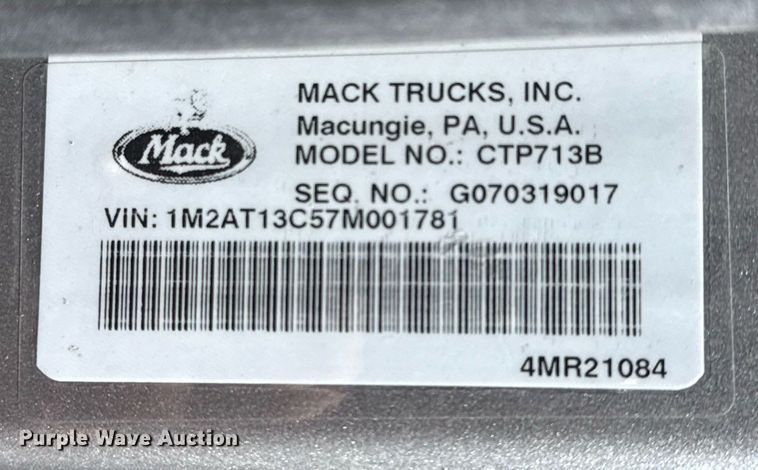 MACK TRUCKS, INC.
Macungie, PA, U.S.A.
Mack
MODEL NO.: CTP713B
SEQ. NO.: G070319017
VIN: 1M2AT13C57M001781
4MR21084
Purple Wave Auction